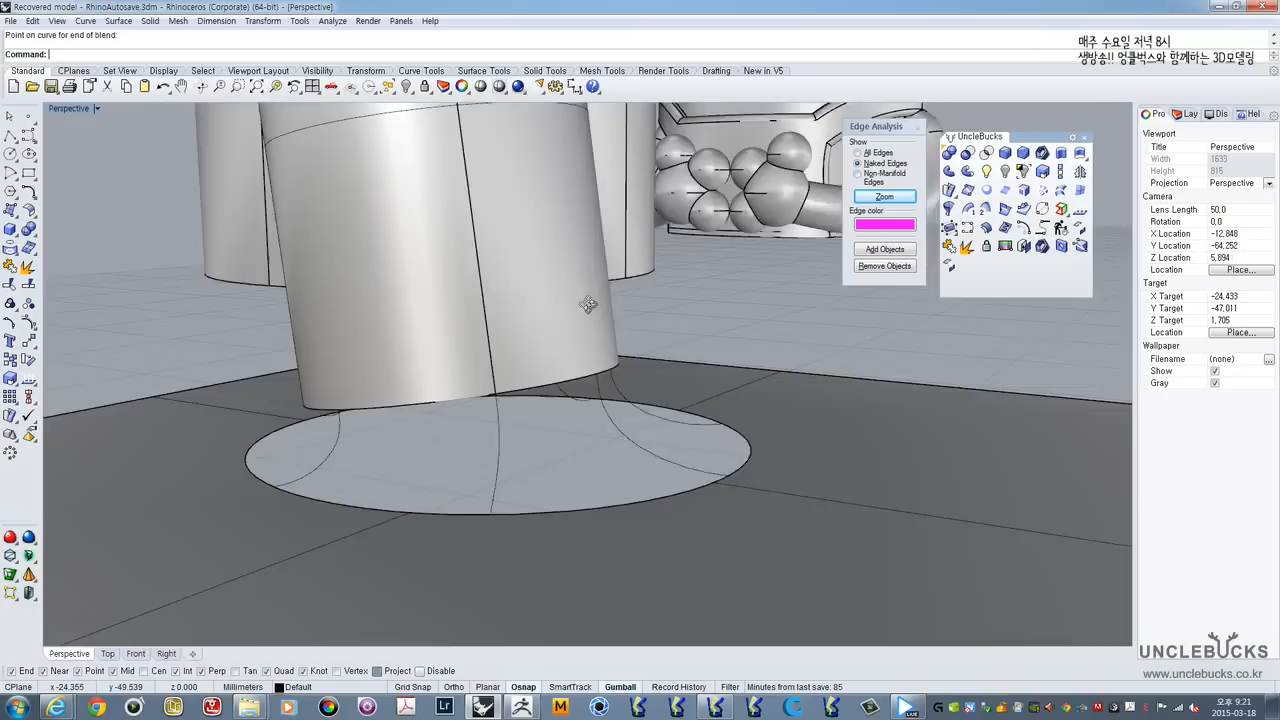 Recovered model - RhinoAutosave.3dm - Rhinoceros (Corporate) (64-bit) - [Perspective]
File Edit View Curve Surface Solid Mesh Dimension Transform Tools Analyze Render Panels Help
Point on curve for end of blend:
Command:
매주 수요일 저녁 8시
생방송!! 엉클벅스와 함께하는 3D모델링
Standard CPlanes Set View Display Select Viewport Layout Visibility Transform Curve Tools Surface Tools Solid Tools Mesh Tools Render Tools Drafting New in V5
Perspective
Edge Analysis
Show
All Edges
Naked Edges
Non-Manifold
Edges
Zoom
Edge color
Add Objects
Remove Objects
UncleBucks
Pro Lay Dis Hel
Viewport
Title Perspective
Width 1633
Height 815
Projection Perspective
Camera
Lens Length 50,0
Rotation 0,0
X Location -12,848
Y Location -64,252
Z Location 5,894
Location Place...
Target
X Target -24,433
Y Target -47,011
Z Target 1,705
Location Place...
Wallpaper
Filename (none) ...
Show
Gray
Perspective Top Front Right
End Near Point Mid Cen Int Perp Tan Quad Knot Vertex Project Disable
CPlane x -24.355 y -49.539 z 0.000 Millimeters Default Grid Snap Ortho Planar Osnap SmartTrack Gumball Record History Filter Minutes from last save: 85
UNCLEBUCKS
www.unclebucks.co.kr
Lr
LIVE
오후 9:21
2015-03-18